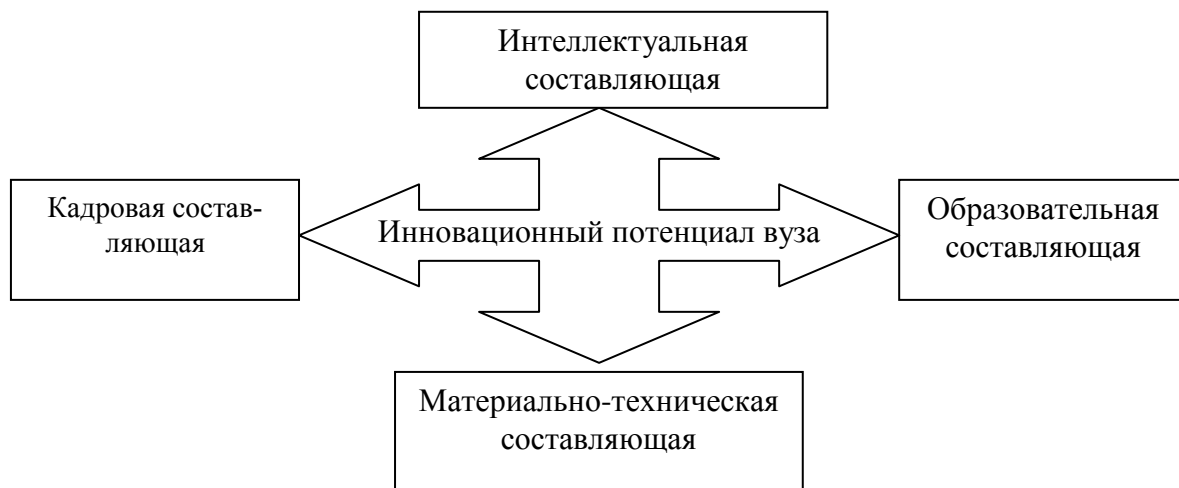 Интеллектуальная
составляющая
Кадровая состав-
ляющая
Инновационный потенциал вуза
Образовательная
составляющая
Материально-техническая
составляющая